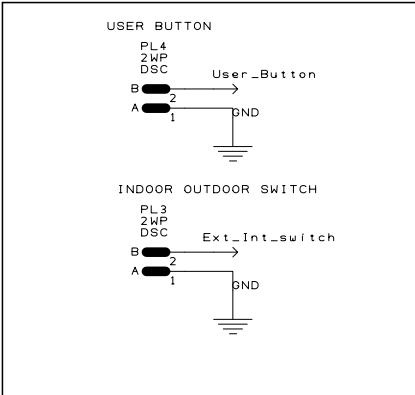 USER BUTTON
PL4
2WP
DSC
User_Button
B
2
A
1
GND
INDOOR OUTDOOR SWITCH
PL3
2WP
DSC
Ext_Int_switch
B
2
A
1
GND